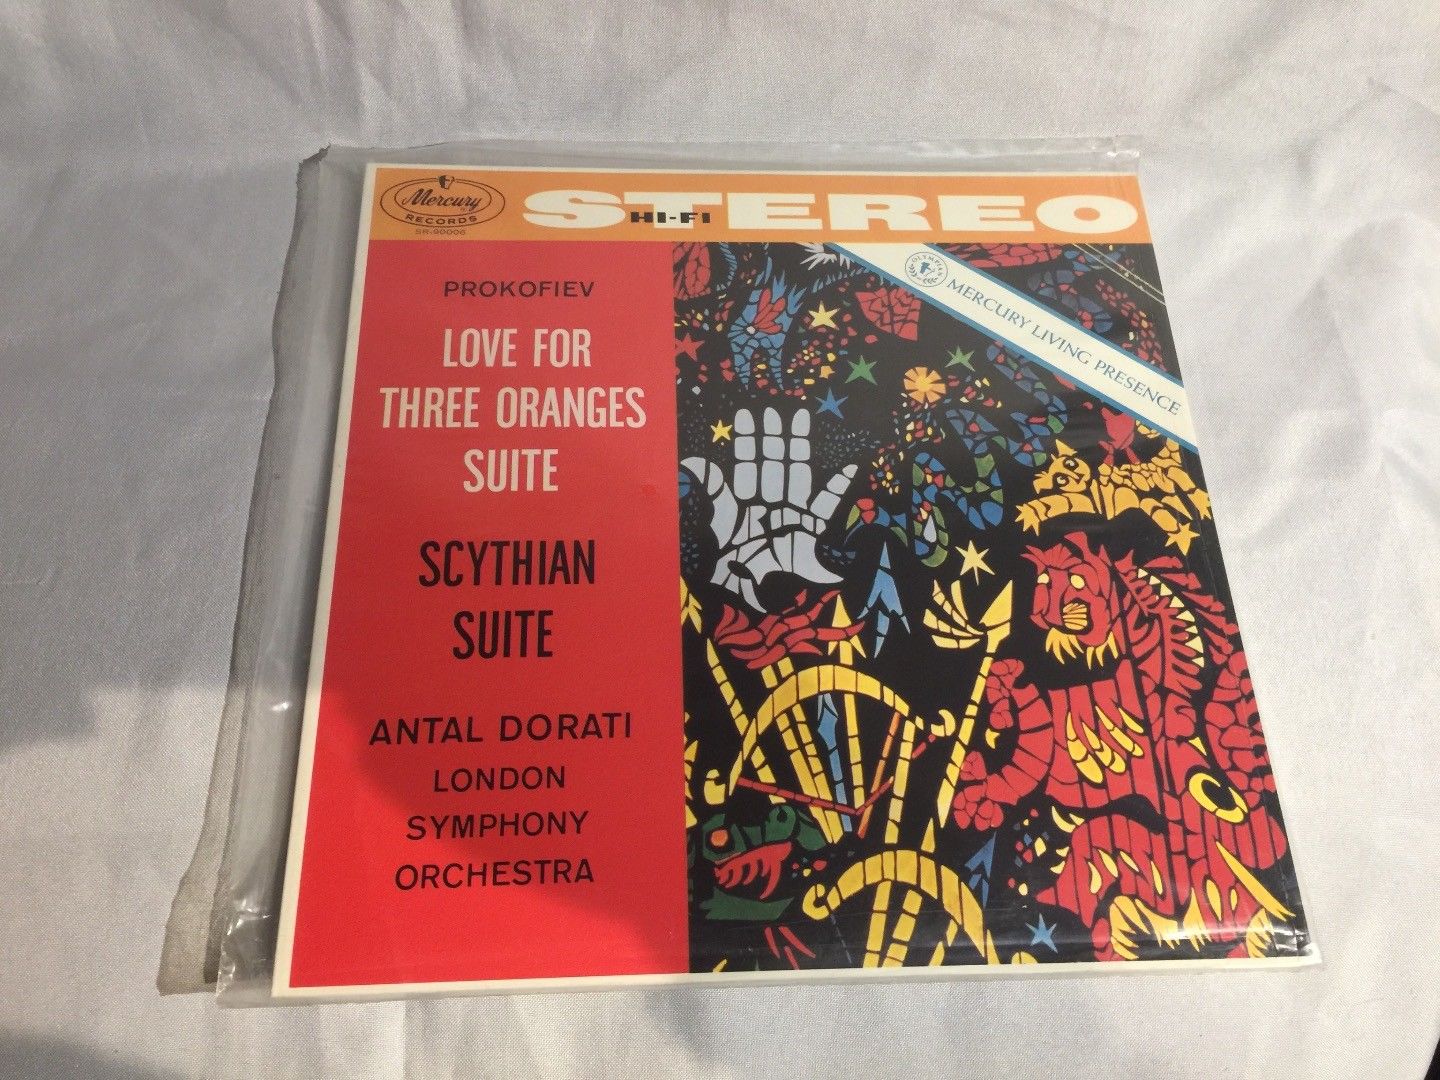 Mercury
RECORDS
SR-90006
STEREO
HI-FI
OLYMPIAN
MERCURY LIVING PRESENCE
PROKOFIEV
LOVE FOR
THREE ORANGES
SUITE
SCYTHIAN
SUITE
ANTAL DORATI
LONDON
SYMPHONY
ORCHESTRA